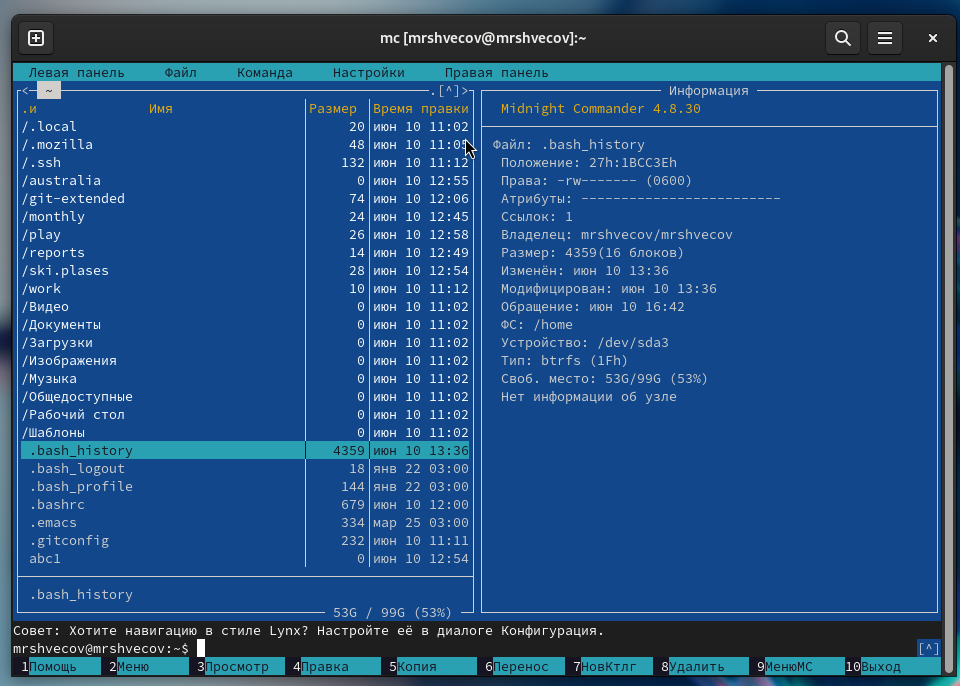 mc [mrshvecov@mrshvecov]:~
Левая панель Файл Команда Настройки Правая панель
<─ ~ .[^]>
.и Имя Размер Время правки
/.local 20 июн 10 11:02
/.mozilla 48 июн 10 11:0
/.ssh 132 июн 10 11:12
/australia 0 июн 10 12:55
/git-extended 74 июн 10 12:06
/monthly 24 июн 10 12:45
/play 26 июн 10 12:58
/reports 14 июн 10 12:49
/ski.plases 28 июн 10 12:54
/work 10 июн 10 11:12
/Видео 0 июн 10 11:02
/Документы 0 июн 10 11:02
/Загрузки 0 июн 10 11:02
/Изображения 0 июн 10 11:02
/Музыка 0 июн 10 11:02
/Общедоступные 0 июн 10 11:02
/Рабочий стол 0 июн 10 11:02
/Шаблоны 0 июн 10 11:02
.bash_history 4359 июн 10 13:36
.bash_logout 18 янв 22 03:00
.bash_profile 144 янв 22 03:00
.bashrc 679 июн 10 12:00
.emacs 334 мар 25 03:00
.gitconfig 232 июн 10 11:11
abc1 0 июн 10 12:54
.bash_history
53G / 99G (53%)
Информация
Midnight Commander 4.8.30
Файл: .bash_history
Положение: 27h:1BCC3Eh
Права: -rw------- (0600)
Атрибуты: -------------------------
Ссылок: 1
Владелец: mrshvecov/mrshvecov
Размер: 4359(16 блоков)
Изменён: июн 10 13:36
Модифицирован: июн 10 13:36
Обращение: июн 10 16:42
ФС: /home
Устройство: /dev/sda3
Тип: btrfs (1Fh)
Своб. место: 53G/99G (53%)
Нет информации об узле
Совет: Хотите навигацию в стиле Lynx? Настройте её в диалоге Конфигурация.
mrshvecov@mrshvecov:~$ [^]
1Помощь 2Меню 3Просмотр 4Правка 5Копия 6Перенос 7НовКтлг 8Удалить 9МенюМС 10Выход